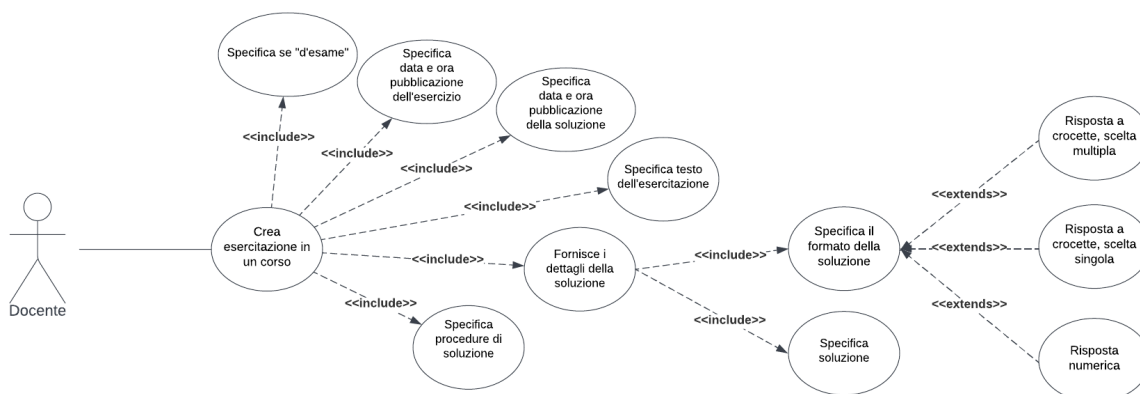 Specifica se "d'esame"
Specifica
data e ora
pubblicazione
dell'esercizio
Specifica
data e ora
pubblicazione
della soluzione
Specifica testo
dell'esercitazione
<<include>>
<<include>>
<<include>>
<<include>>
<<include>>
<<include>>
Crea
esercitazione in
un corso
Docente
Fornisce i
dettagli della
soluzione
Specifica
procedure di
soluzione
<<include>>
<<include>>
Specifica il
formato della
soluzione
Specifica
soluzione
<<extends>>
<<extends>>
<<extends>>
Risposta a
crocette, scelta
multipla
Risposta a
crocette, scelta
singola
Risposta
numerica